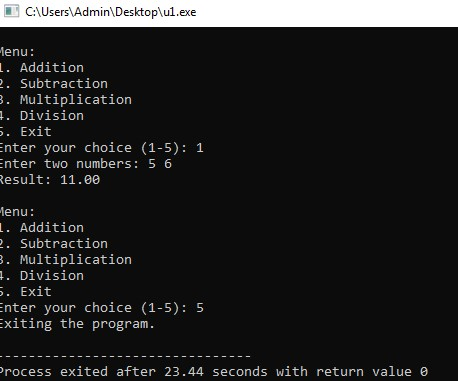 C:\Users\Admin\Desktop\u1.exe
Menu:
1. Addition
2. Subtraction
3. Multiplication
4. Division
5. Exit
Enter your choice (1-5): 1
Enter two numbers: 5 6
Result: 11.00
Menu:
1. Addition
2. Subtraction
3. Multiplication
4. Division
5. Exit
Enter your choice (1-5): 5
Exiting the program.
--------------------------------
Process exited after 23.44 seconds with return value 0